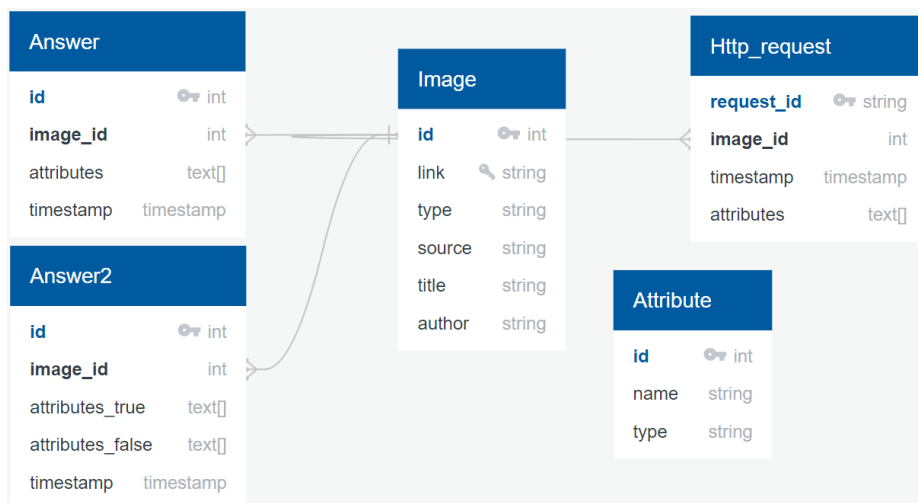 Answer
id int
image_id int
attributes text[]
timestamp timestamp
Answer2
id int
image_id int
attributes_true text[]
attributes_false text[]
timestamp timestamp
Image
id int
link string
type string
source string
title string
author string
Http_request
request_id string
image_id int
timestamp timestamp
attributes text[]
Attribute
id int
name string
type string